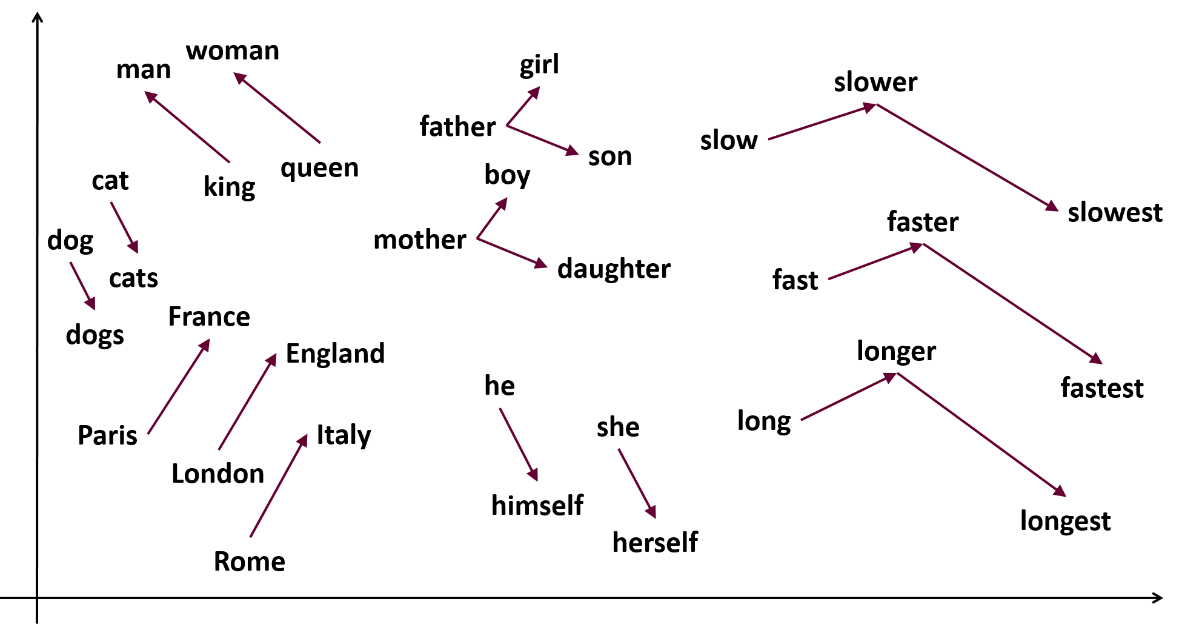 woman
man
queen
king
cat
dog
cats
dogs
France
England
Paris
London
Italy
Rome
girl
father
son
boy
mother
daughter
he
she
himself
herself
slower
slow
slowest
faster
fast
fastest
longer
long
longest